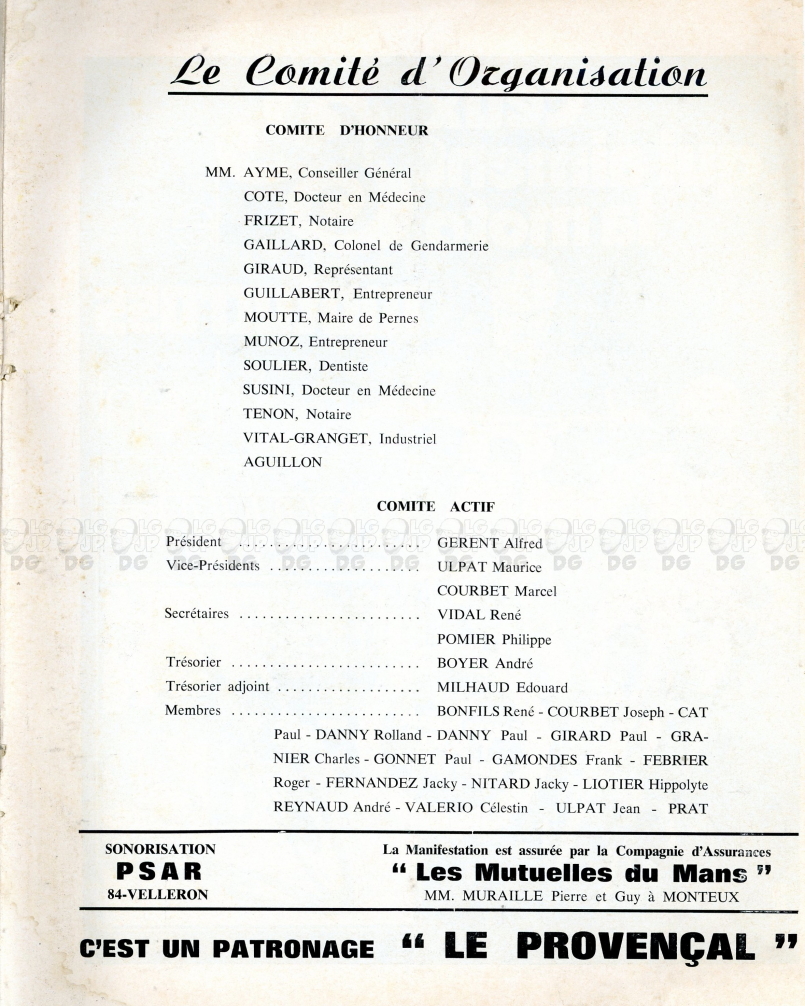 Le Comité d'Organisation
COMITE D'HONNEUR
MM. AYME, Conseiller Général
COTE, Docteur en Médecine
FRIZET, Notaire
GAILLARD, Colonel de Gendarmerie
GIRAUD, Représentant
GUILLABERT, Entrepreneur
MOUTTE, Maire de Pernes
MUNOZ, Entrepreneur
SOULIER, Dentiste
SUSINI, Docteur en Médecine
TENON, Notaire
VITAL-GRANGET, Industriel
AGUILLON
COMITE ACTIF
Président ........................ GERENT Alfred
Vice-Présidents .................... ULPAT Maurice
COURBET Marcel
Secrétaires ........................ VIDAL René
POMIER Philippe
Trésorier ......................... BOYER André
Trésorier adjoint ................... MILHAUD Edouard
Membres ......................... BONFILS René - COURBET Joseph - CAT
Paul - DANNY Rolland - DANNY Paul - GIRARD Paul - GRA-
NIER Charles - GONNET Paul - GAMONDES Frank - FEBRIER
Roger - FERNANDEZ Jacky - NITARD Jacky - LIOTIER Hippolyte
REYNAUD André - VALERIO Célestin - ULPAT Jean - PRAT
SONORISATION
PSAR
84-VELLERON
La Manifestation est assurée par la Compagnie d'Assurances
" Les Mutuelles du Mans "
MM. MURAILLE Pierre et Guy à MONTEUX
C'EST UN PATRONAGE " LE PROVENÇAL "